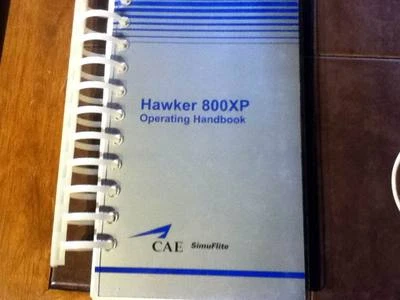 Hawker 800XP
Operating Handbook
CAE SimuFlite